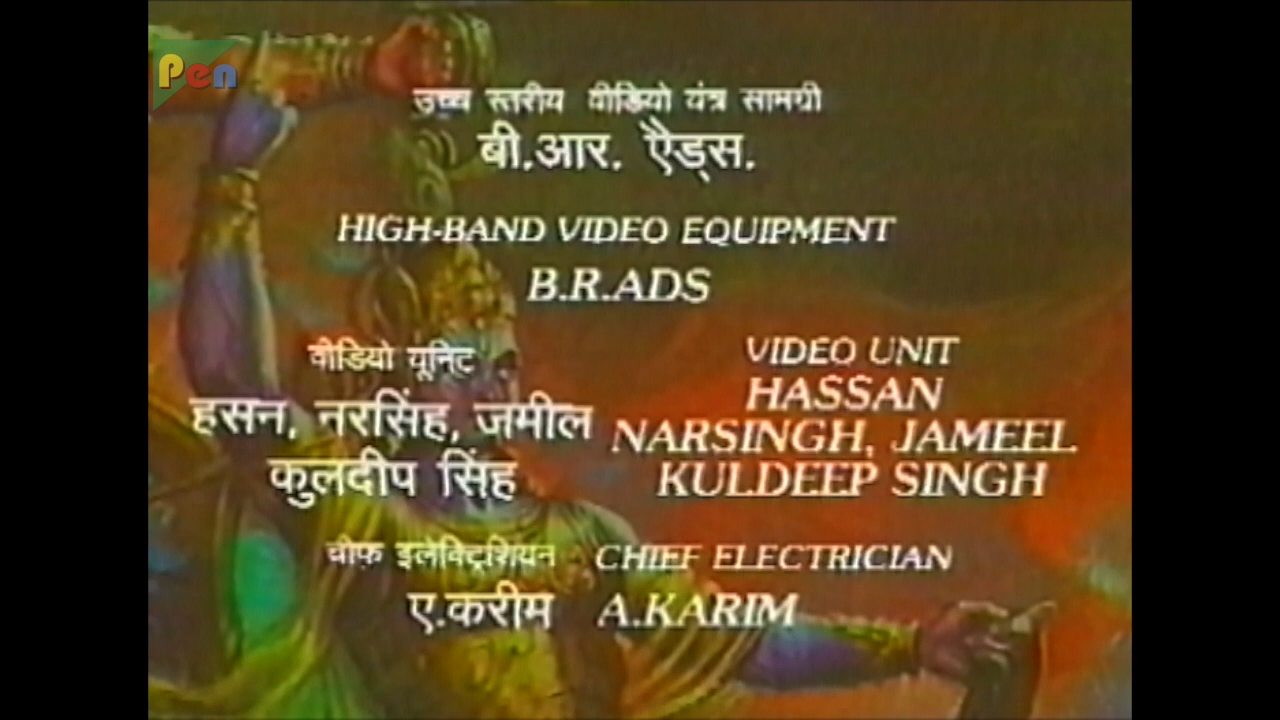 Pen
उच्च स्तरीय वीडियो यंत्र सामग्री
बी.आर. ऐड्स.
HIGH-BAND VIDEO EQUIPMENT
B.R.ADS
वीडियो यूनिट
हसन, नरसिंह, जमील
कुलदीप सिंह
VIDEO UNIT
HASSAN
NARSINGH, JAMEEL
KULDEEP SINGH
चीफ़ इलेक्ट्रिशियन
ए.करीम
CHIEF ELECTRICIAN
A.KARIM